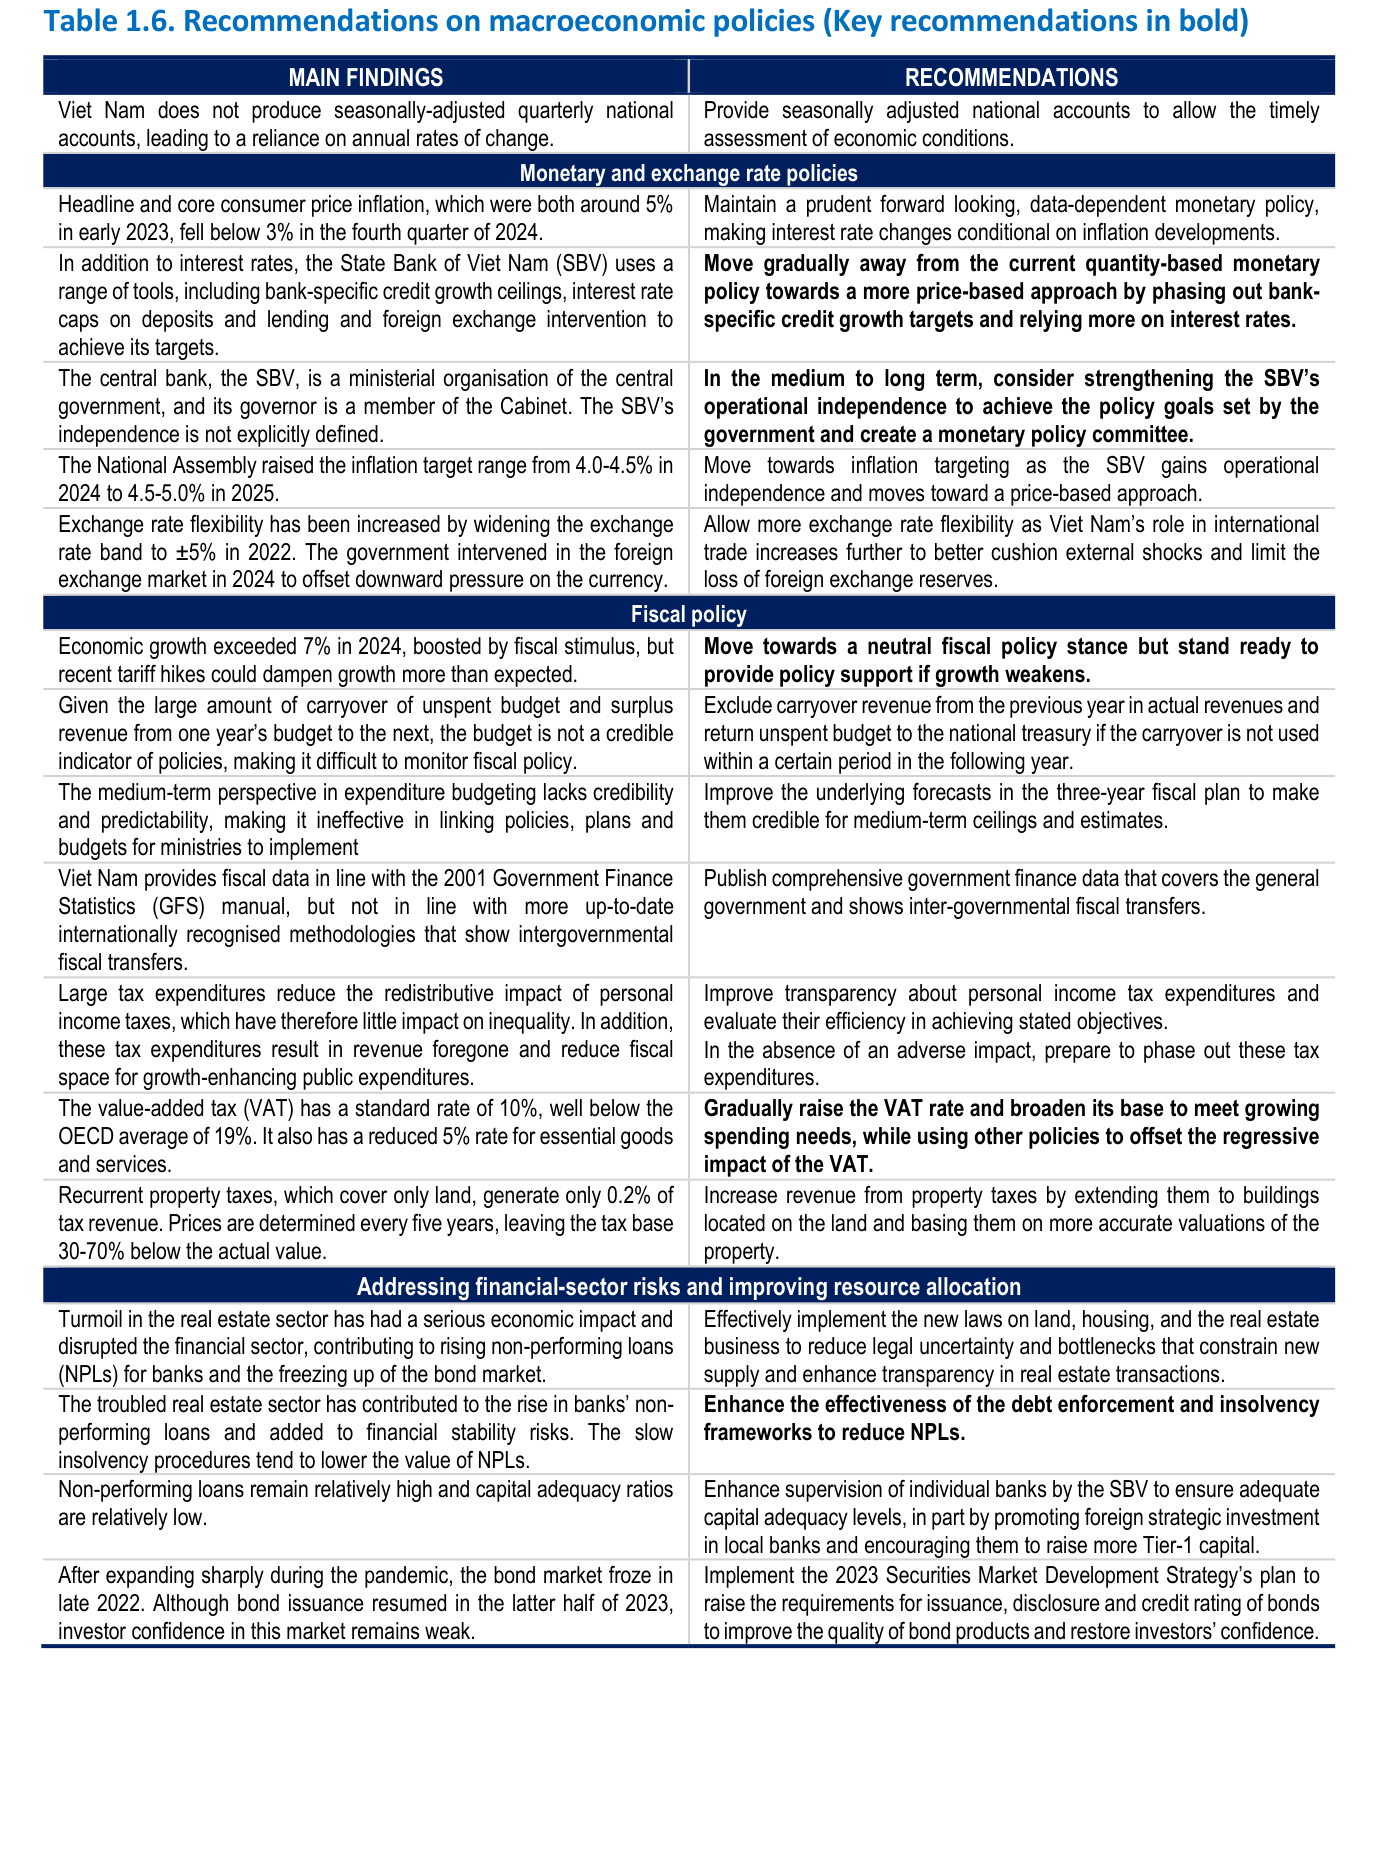 Table 1.6. Recommendations on macroeconomic policies (Key recommendations in bold)
MAIN FINDINGS
RECOMMENDATIONS
Viet Nam does not produce seasonally-adjusted quarterly national
accounts, leading to a reliance on annual rates of change.
Provide seasonally adjusted national accounts to allow the timely
assessment of economic conditions.
Monetary and exchange rate policies
Headline and core consumer price inflation, which were both around 5%
in early 2023, fell below 3% in the fourth quarter of 2024.
Maintain a prudent forward looking, data-dependent monetary policy,
making interest rate changes conditional on inflation developments.
In addition to interest rates, the State Bank of Viet Nam (SBV) uses a
range of tools, including bank-specific credit growth ceilings, interest rate
caps on deposits and lending and foreign exchange intervention to
achieve its targets.
Move gradually away from the current quantity-based monetary
policy towards a more price-based approach by phasing out bank-
specific credit growth targets and relying more on interest rates.
The central bank, the SBV, is a ministerial organisation of the central
government, and its governor is a member of the Cabinet. The SBV's
independence is not explicitly defined.
In the medium to long term, consider strengthening the SBV's
operational independence to achieve the policy goals set by the
government and create a monetary policy committee.
The National Assembly raised the inflation target range from 4.0-4.5% in
2024 to 4.5-5.0% in 2025.
Move towards inflation targeting as the SBV gains operational
independence and moves toward a price-based approach.
Exchange rate flexibility has been increased by widening the exchange
rate band to ±5% in 2022. The government intervened in the foreign
exchange market in 2024 to offset downward pressure on the currency.
Allow more exchange rate flexibility as Viet Nam's role in international
trade increases further to better cushion external shocks and limit the
loss of foreign exchange reserves.
Fiscal policy
Economic growth exceeded 7% in 2024, boosted by fiscal stimulus, but
recent tariff hikes could dampen growth more than expected.
Move towards a neutral fiscal policy stance but stand ready to
provide policy support if growth weakens.
Given the large amount of carryover of unspent budget and surplus
revenue from one year's budget to the next, the budget is not a credible
indicator of policies, making it difficult to monitor fiscal policy.
Exclude carryover revenue from the previous year in actual revenues and
return unspent budget to the national treasury if the carryover is not used
within a certain period in the following year.
The medium-term perspective in expenditure budgeting lacks credibility
and predictability, making it ineffective in linking policies, plans and
budgets for ministries to implement
Improve the underlying forecasts in the three-year fiscal plan to make
them credible for medium-term ceilings and estimates.
Viet Nam provides fiscal data in line with the 2001 Government Finance
Statistics (GFS) manual, but not in line with more up-to-date
internationally recognised methodologies that show intergovernmental
fiscal transfers.
Publish comprehensive government finance data that covers the general
government and shows inter-governmental fiscal transfers.
Large tax expenditures reduce the redistributive impact of personal
income taxes, which have therefore little impact on inequality. In addition,
these tax expenditures result in revenue foregone and reduce fiscal
space for growth-enhancing public expenditures.
Improve transparency about personal income tax expenditures and
evaluate their efficiency in achieving stated objectives.
In the absence of an adverse impact, prepare to phase out these tax
expenditures.
The value-added tax (VAT) has a standard rate of 10%, well below the
OECD average of 19%. It also has a reduced 5% rate for essential goods
and services.
Gradually raise the VAT rate and broaden its base to meet growing
spending needs, while using other policies to offset the regressive
impact of the VAT.
Recurrent property taxes, which cover only land, generate only 0.2% of
tax revenue. Prices are determined every five years, leaving the tax base
30-70% below the actual value.
Increase revenue from property taxes by extending them to buildings
located on the land and basing them on more accurate valuations of the
property.
Addressing financial-sector risks and improving resource allocation
Turmoil in the real estate sector has had a serious economic impact and
disrupted the financial sector, contributing to rising non-performing loans
(NPLs) for banks and the freezing up of the bond market.
Effectively implement the new laws on land, housing, and the real estate
business to reduce legal uncertainty and bottlenecks that constrain new
supply and enhance transparency in real estate transactions.
The troubled real estate sector has contributed to the rise in banks' non-
performing loans and added to financial stability risks. The slow
insolvency procedures tend to lower the value of NPLs.
Enhance the effectiveness of the debt enforcement and insolvency
frameworks to reduce NPLs.
Non-performing loans remain relatively high and capital adequacy ratios
are relatively low.
Enhance supervision of individual banks by the SBV to ensure adequate
capital adequacy levels, in part by promoting foreign strategic investment
in local banks and encouraging them to raise more Tier-1 capital.
After expanding sharply during the pandemic, the bond market froze in
late 2022. Although bond issuance resumed in the latter half of 2023,
investor confidence in this market remains weak.
Implement the 2023 Securities Market Development Strategy's plan to
raise the requirements for issuance, disclosure and credit rating of bonds
to improve the quality of bond products and restore investors' confidence.